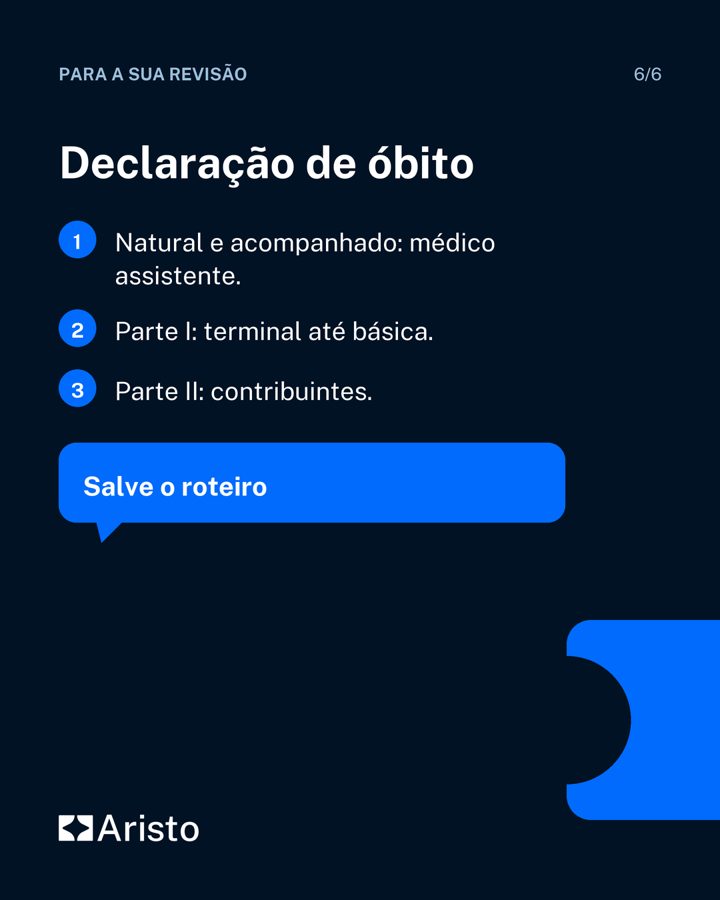 PARA A SUA REVISÃO
6/6
Declaração de óbito
1 Natural e acompanhado: médico
assistente.
2 Parte I: terminal até básica.
3 Parte II: contribuintes.
Salve o roteiro
Aristo